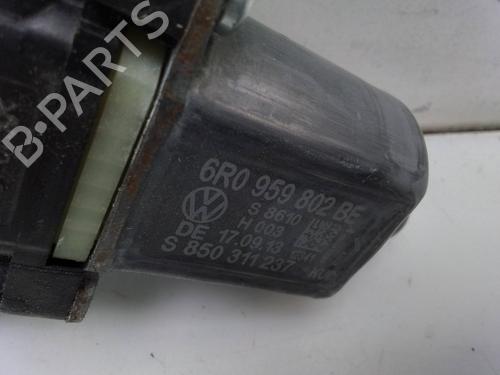 B-PARTS
6R0 959 802 BE
S 8610
H 003
DE 17.09.13
S 850 311 237